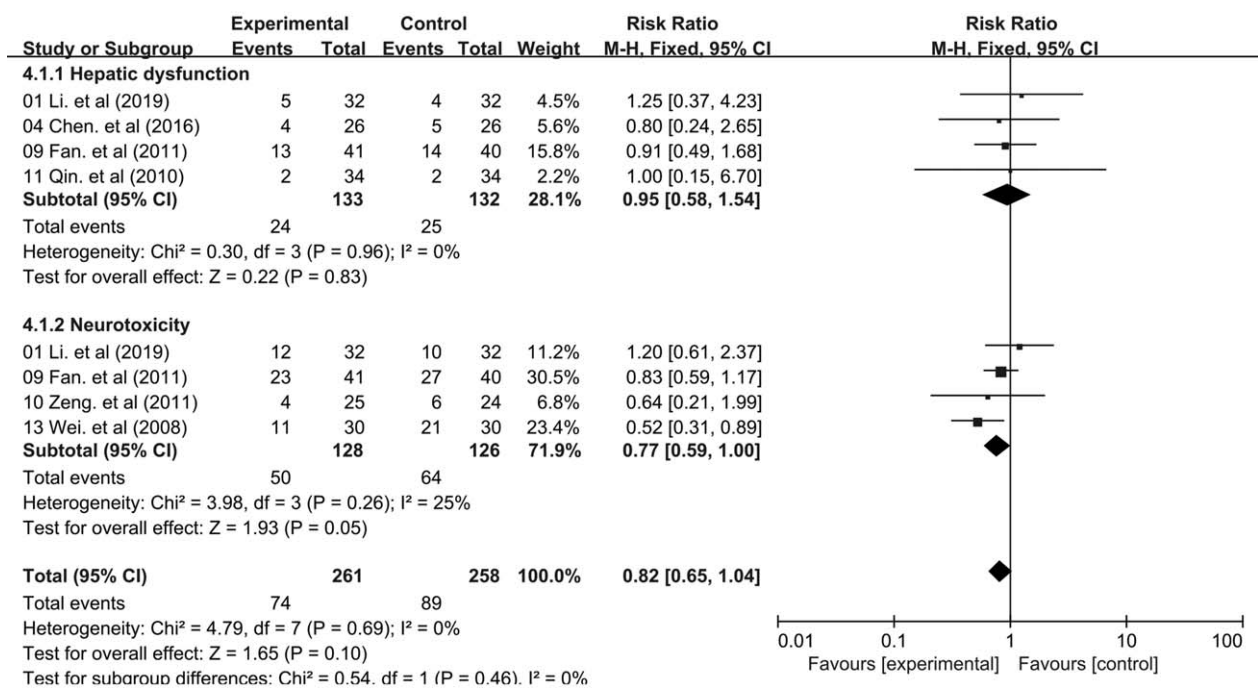 Experimental Control Risk Ratio Risk Ratio
Study or Subgroup Events Total Events Total Weight M-H, Fixed, 95% CI M-H, Fixed, 95% CI
4.1.1 Hepatic dysfunction
01 Li. et al (2019) 5 32 4 32 4.5% 1.25 [0.37, 4.23]
04 Chen. et al (2016) 4 26 5 26 5.6% 0.80 [0.24, 2.65]
09 Fan. et al (2011) 13 41 14 40 15.8% 0.91 [0.49, 1.68]
11 Qin. et al (2010) 2 34 2 34 2.2% 1.00 [0.15, 6.70]
Subtotal (95% CI) 133 132 28.1% 0.95 [0.58, 1.54]
Total events 24 25
Heterogeneity: Chi² = 0.30, df = 3 (P = 0.96); I² = 0%
Test for overall effect: Z = 0.22 (P = 0.83)
4.1.2 Neurotoxicity
01 Li. et al (2019) 12 32 10 32 11.2% 1.20 [0.61, 2.37]
09 Fan. et al (2011) 23 41 27 40 30.5% 0.83 [0.59, 1.17]
10 Zeng. et al (2011) 4 25 6 24 6.8% 0.64 [0.21, 1.99]
13 Wei. et al (2008) 11 30 21 30 23.4% 0.52 [0.31, 0.89]
Subtotal (95% CI) 128 126 71.9% 0.77 [0.59, 1.00]
Total events 50 64
Heterogeneity: Chi² = 3.98, df = 3 (P = 0.26); I² = 25%
Test for overall effect: Z = 1.93 (P = 0.05)
Total (95% CI) 261 258 100.0% 0.82 [0.65, 1.04]
Total events 74 89
Heterogeneity: Chi² = 4.79, df = 7 (P = 0.69); I² = 0%
Test for overall effect: Z = 1.65 (P = 0.10)
Test for subgroup differences: Chi² = 0.54, df = 1 (P = 0.46), I² = 0%
0.01 0.1 1 10 100
Favours [experimental] Favours [control]